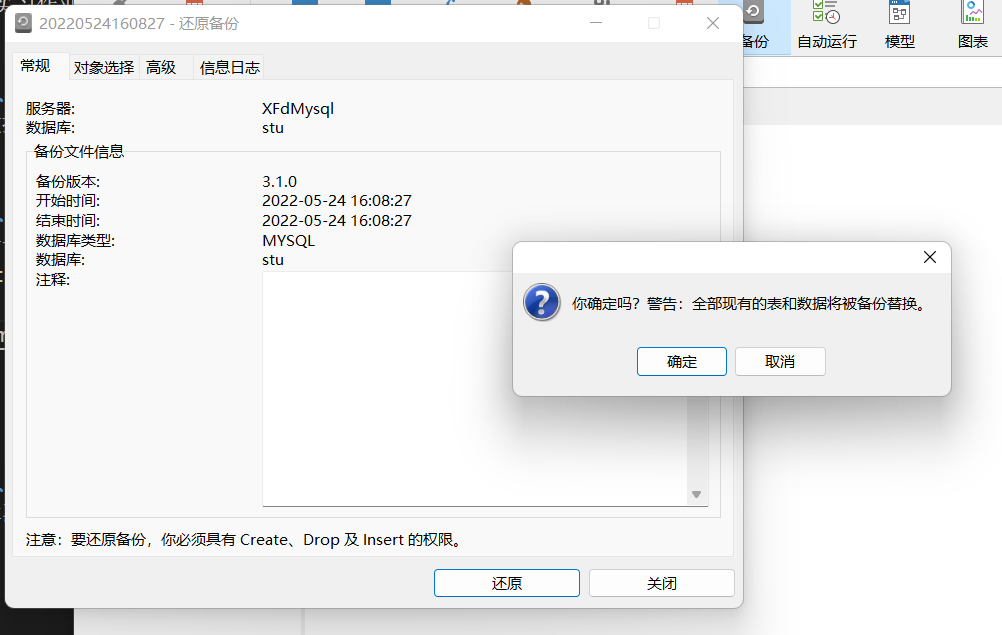 20220524160827 - 还原备份
备份
自动运行
模型
图表
常规
对象选择
高级
信息日志
服务器:
XFdMysql
数据库:
stu
备份文件信息
备份版本:
3.1.0
开始时间:
2022-05-24 16:08:27
结束时间:
2022-05-24 16:08:27
数据库类型:
MYSQL
数据库:
stu
注释:
你确定吗？警告：全部现有的表和数据将被备份替换。
确定
取消
注意：要还原备份，你必须具有 Create、Drop 及 Insert 的权限。
还原
关闭